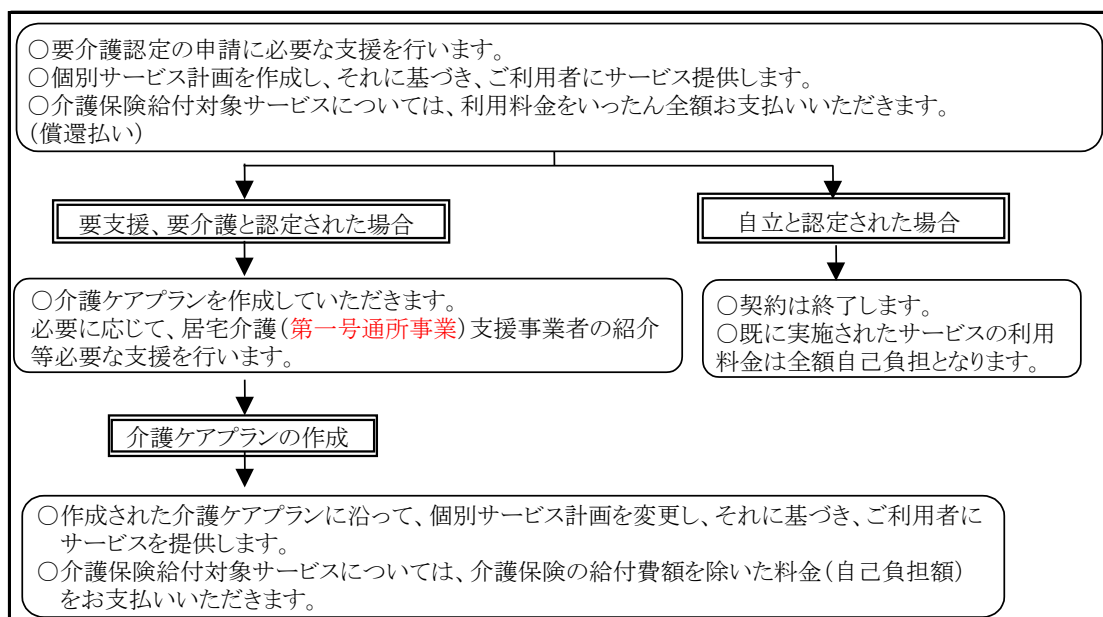 ○要介護認定の申請に必要な支援を行います。
○個別サービス計画を作成し、それに基づき、ご利用者にサービス提供します。
○介護保険給付対象サービスについては、利用料金をいったん全額お支払いいただきます。
(償還払い)
要支援、要介護と認定された場合
自立と認定された場合
○介護ケアプランを作成していただきます。
必要に応じて、居宅介護(第一号通所事業)支援事業者の紹介
等必要な支援を行います。
○契約は終了します。
○既に実施されたサービスの利用
料金は全額自己負担となります。
介護ケアプランの作成
○作成された介護ケアプランに沿って、個別サービス計画を変更し、それに基づき、ご利用者に
サービスを提供します。
○介護保険給付対象サービスについては、介護保険の給付費額を除いた料金(自己負担額)
をお支払いいただきます。